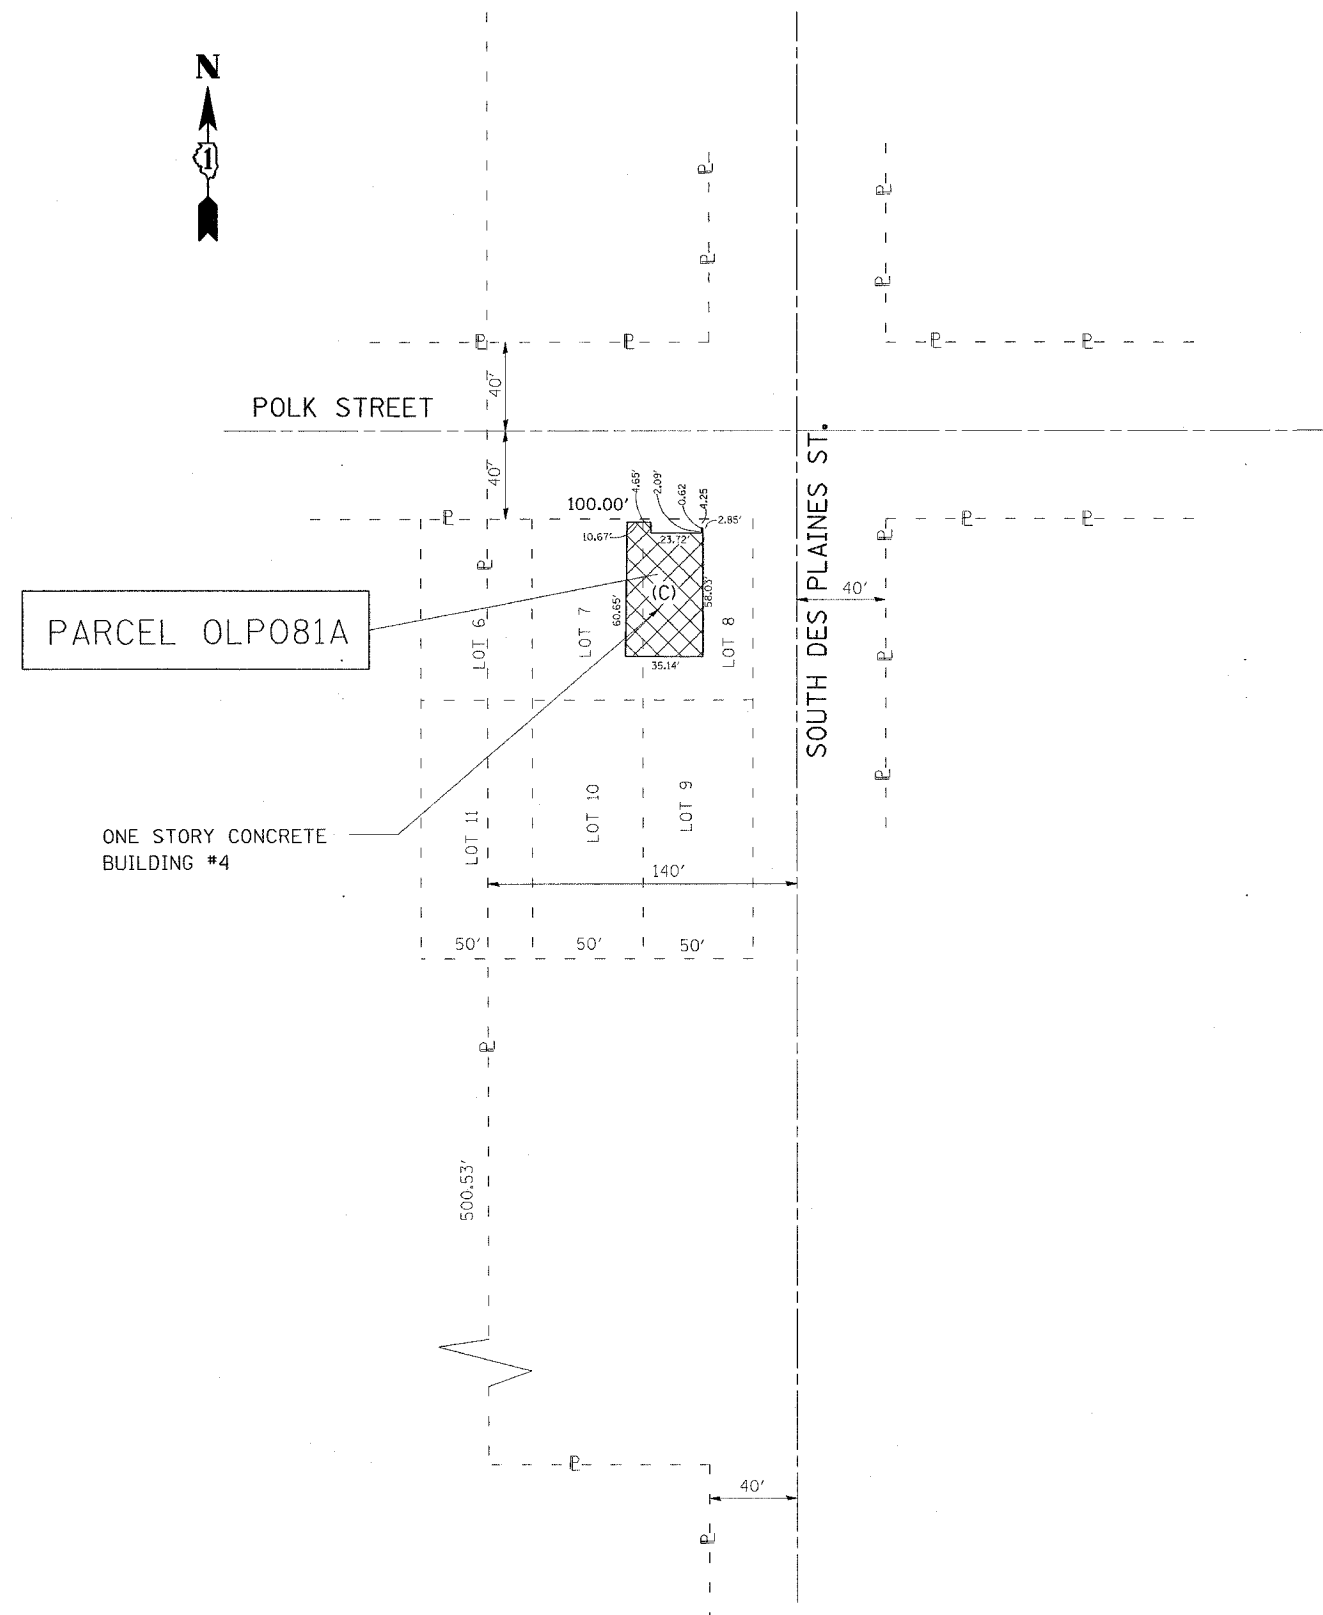 N
1
40'
POLK STREET
40'
100.00'
4.65'
2.09'
0.62
4.25
2.85'
10.67'
23.72'
(C)
60.65'
58.03'
35.14'
SOUTH DES PLAINES ST.
40'
PARCEL OLP081A
LOT 6
LOT 7
LOT 8
ONE STORY CONCRETE
BUILDING #4
LOT 11
LOT 10
LOT 9
140'
50'
50'
50'
500.53'
40'